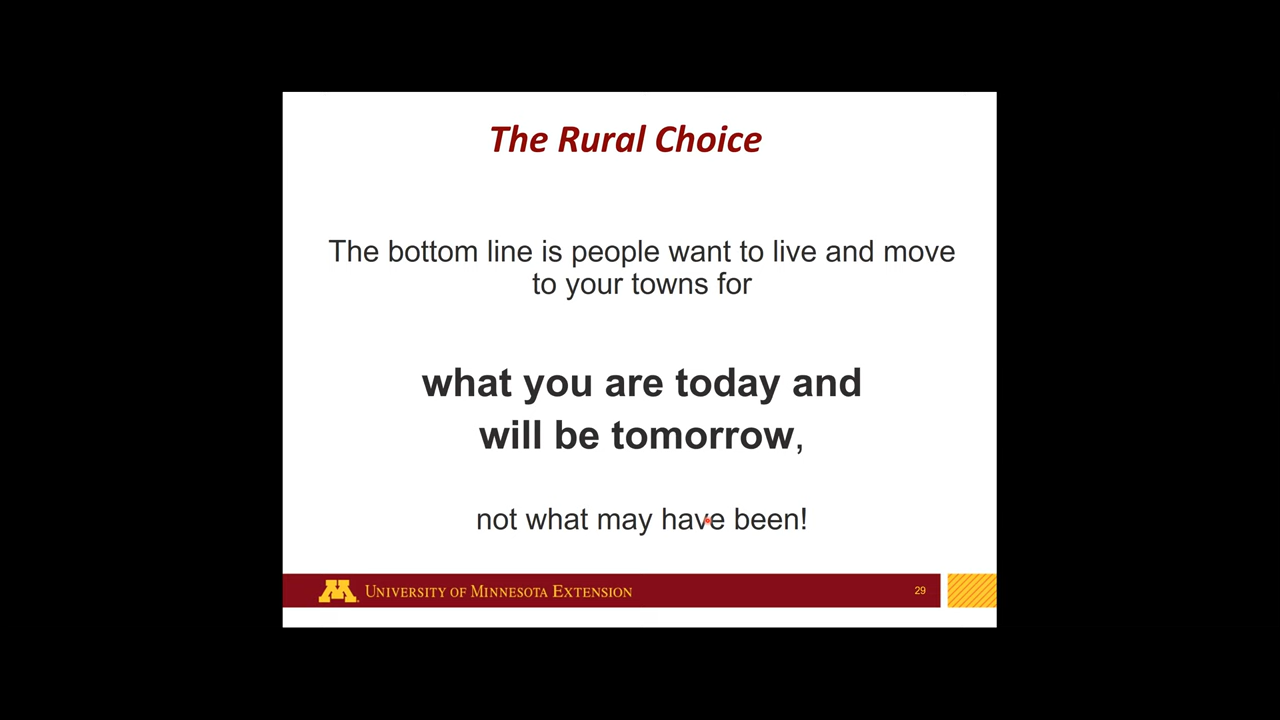 The Rural Choice
The bottom line is people want to live and move
to your towns for
what you are today and
will be tomorrow,
not what may have been!
M
UNIVERSITY OF MINNESOTA EXTENSION
29